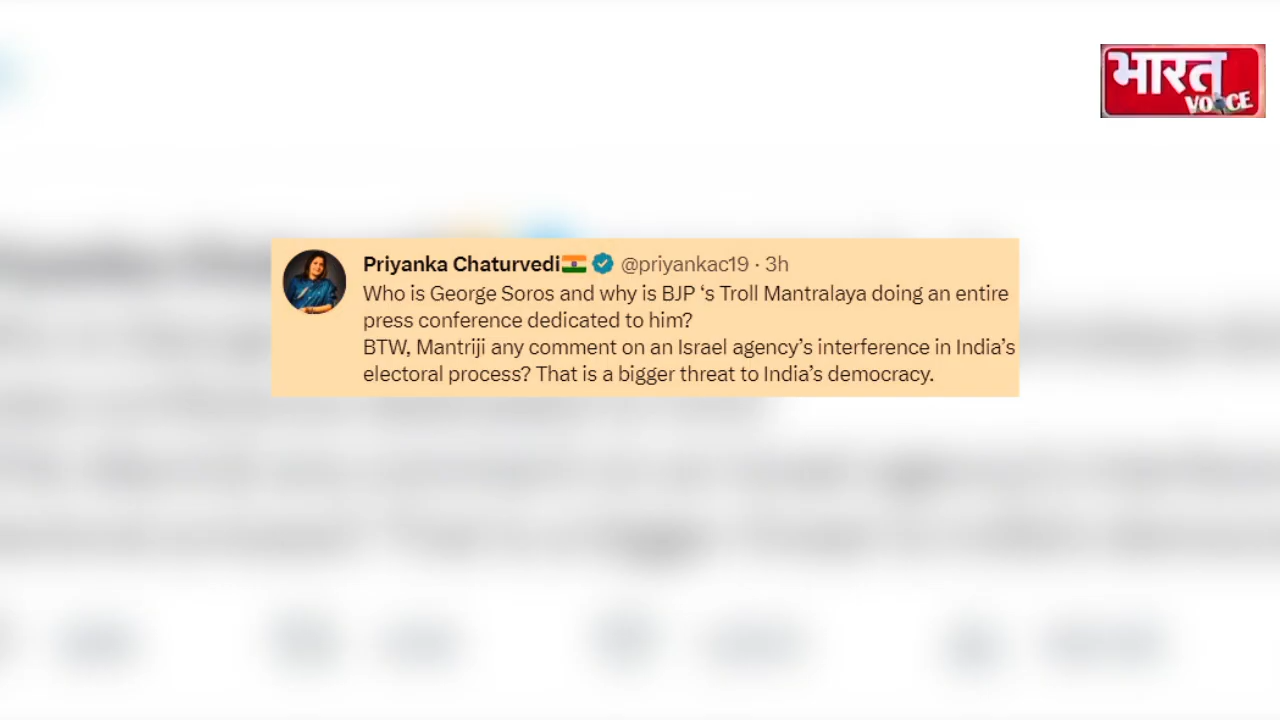 भारत
VOICE
Priyanka Chaturvedi🇮🇳 @priyankac19 · 3h
Who is George Soros and why is BJP ‘s Troll Mantralaya doing an entire
press conference dedicated to him?
BTW, Mantriji any comment on an Israel agency’s interference in India’s
electoral process? That is a bigger threat to India’s democracy.